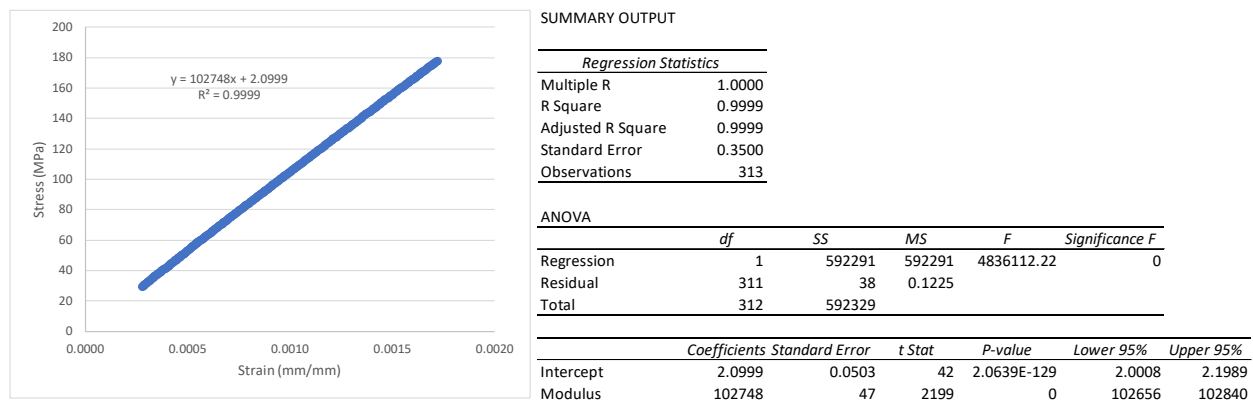 200
180
160
140
120
100
80
60
40
20
0
Stress (MPa)
y = 102748x + 2.0999
R² = 0.9999
0.0000 0.0005 0.0010 0.0015 0.0020
Strain (mm/mm)
SUMMARY OUTPUT
Regression Statistics
Multiple R 1.0000
R Square 0.9999
Adjusted R Square 0.9999
Standard Error 0.3500
Observations 313
ANOVA
df SS MS F Significance F
Regression 1 592291 592291 4836112.22 0
Residual 311 38 0.1225
Total 312 592329
Coefficients Standard Error t Stat P-value Lower 95% Upper 95%
Intercept 2.0999 0.0503 42 2.0639E-129 2.0008 2.1989
Modulus 102748 47 2199 0 102656 102840